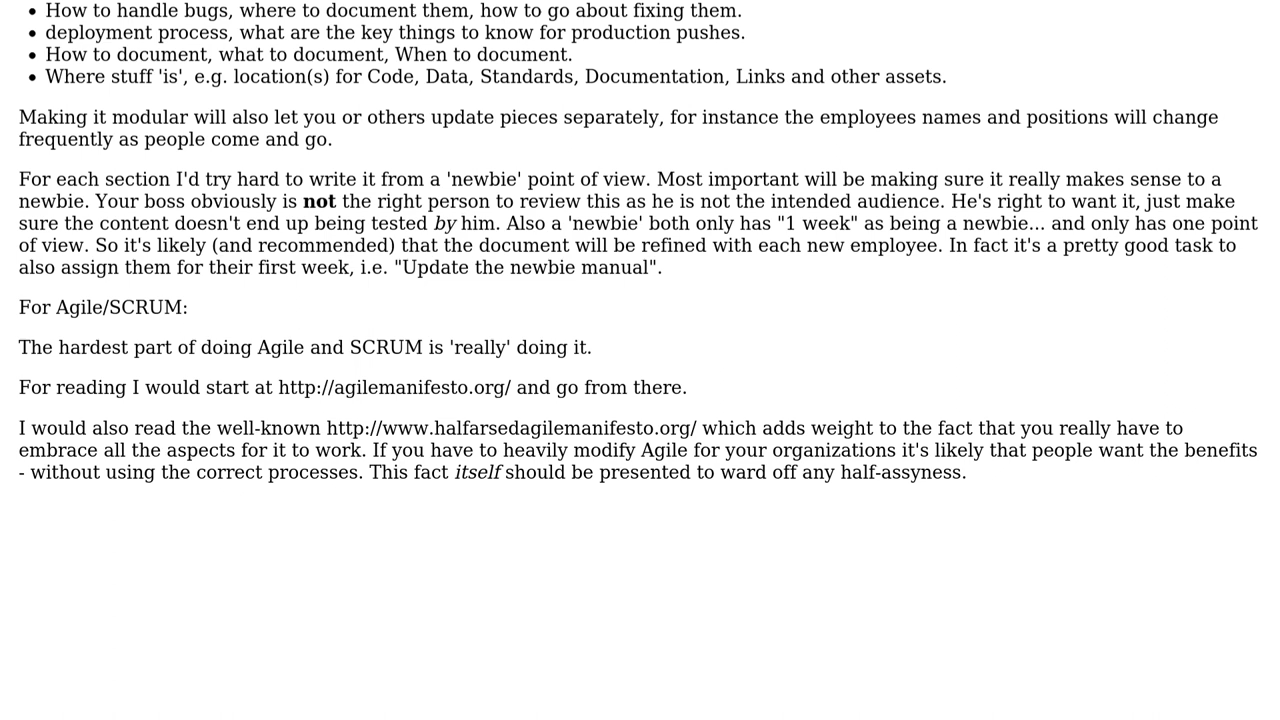 • How to handle bugs, where to document them, how to go about fixing them.
• deployment process, what are the key things to know for production pushes.
• How to document, what to document, When to document.
• Where stuff 'is', e.g. location(s) for Code, Data, Standards, Documentation, Links and other assets.
Making it modular will also let you or others update pieces separately, for instance the employees names and positions will change
frequently as people come and go.
For each section I'd try hard to write it from a 'newbie' point of view. Most important will be making sure it really makes sense to a
newbie. Your boss obviously is not the right person to review this as he is not the intended audience. He's right to want it, just make
sure the content doesn't end up being tested by him. Also a 'newbie' both only has "1 week" as being a newbie... and only has one point
of view. So it's likely (and recommended) that the document will be refined with each new employee. In fact it's a pretty good task to
also assign them for their first week, i.e. "Update the newbie manual".
For Agile/SCRUM:
The hardest part of doing Agile and SCRUM is 'really' doing it.
For reading I would start at http://agilemanifesto.org/ and go from there.
I would also read the well-known http://www.halfarsedagilemanifesto.org/ which adds weight to the fact that you really have to
embrace all the aspects for it to work. If you have to heavily modify Agile for your organizations it's likely that people want the benefits
- without using the correct processes. This fact itself should be presented to ward off any half-assyness.